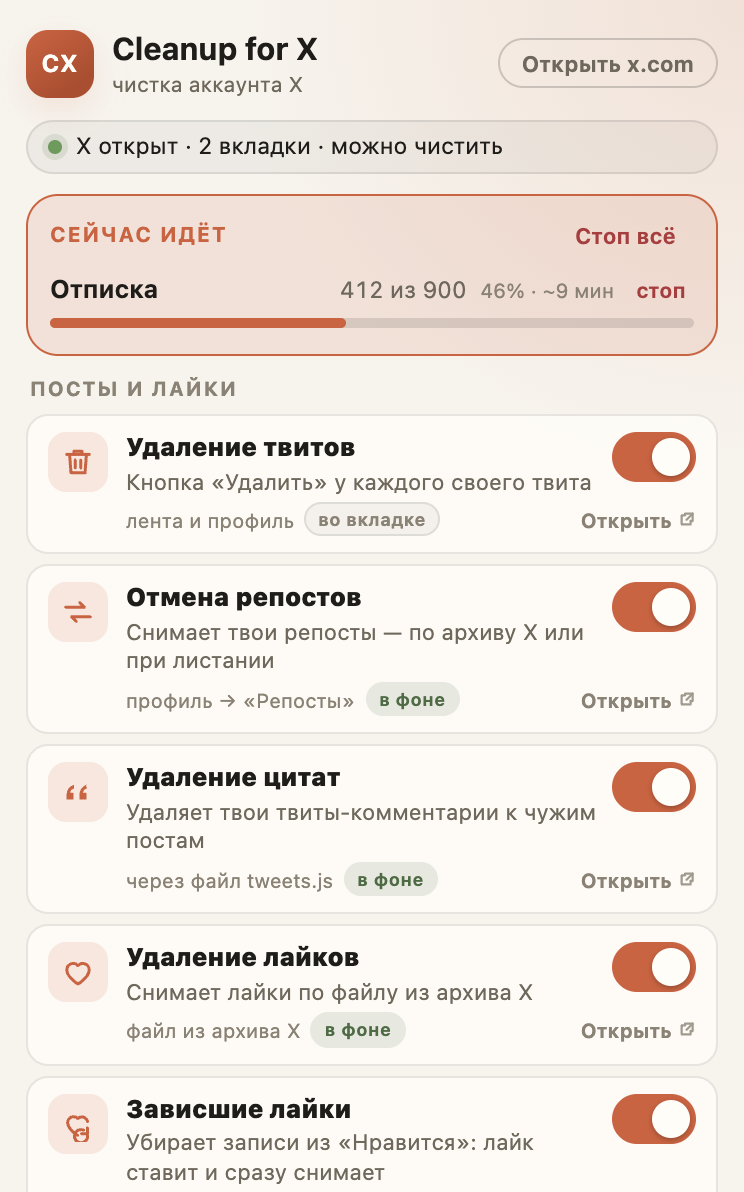 CX
Cleanup for X
чистка аккаунта X
Открыть x.com
X открыт · 2 вкладки · можно чистить
СЕЙЧАС ИДЁТ
Стоп всё
Отписка 412 из 900 46% · ~9 мин стоп
ПОСТЫ И ЛАЙКИ
Удаление твитов
Кнопка «Удалить» у каждого своего твита
лента и профиль во вкладке Открыть
Отмена репостов
Снимает твои репосты — по архиву X или
при листании
профиль → «Репосты» в фоне Открыть
Удаление цитат
Удаляет твои твиты-комментарии к чужим
постам
через файл tweets.js в фоне Открыть
Удаление лайков
Снимает лайки по файлу из архива X
файл из архива X в фоне Открыть
Зависшие лайки
Убирает записи из «Нравится»: лайк
ставит и сразу снимает